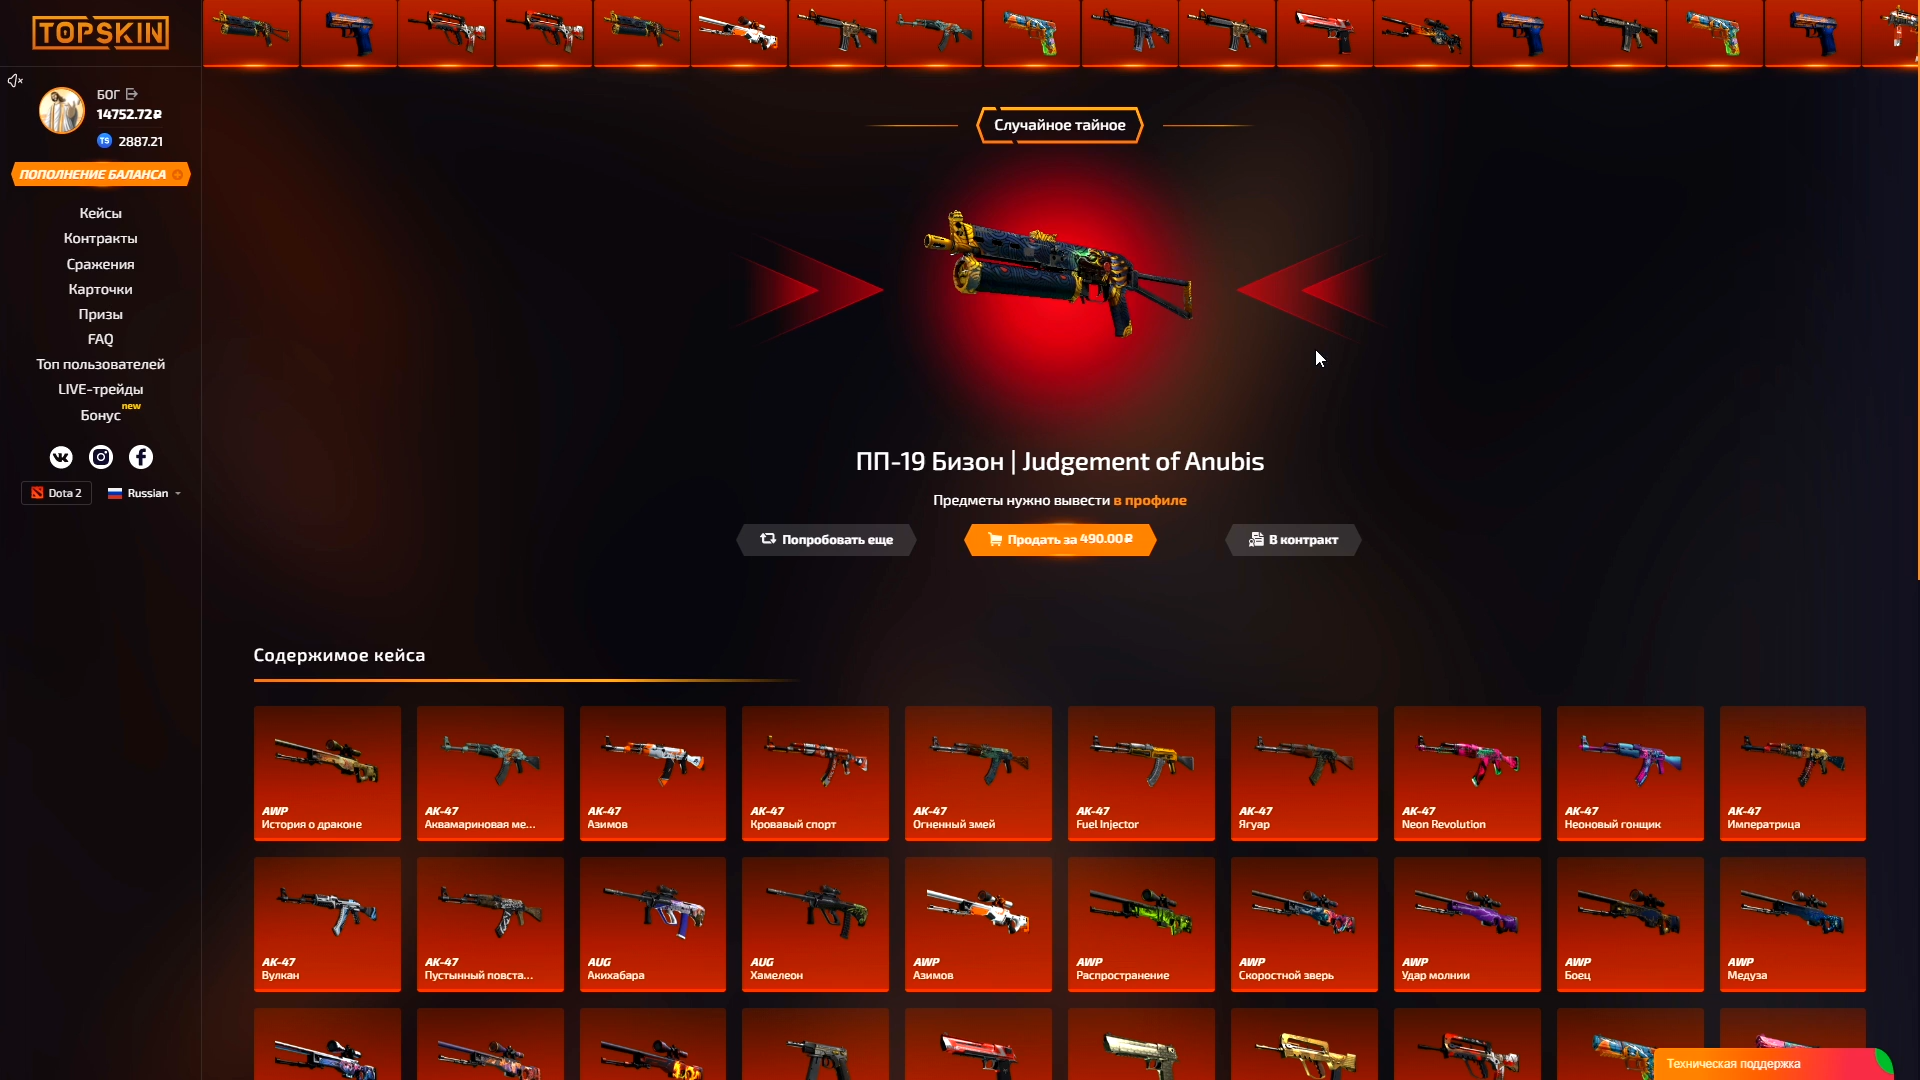 TOPSKIN
БОГ
14752.72₽
TS 2887.21
ПОПОЛНЕНИЕ БАЛАНСА
Кейсы
Контракты
Сражения
Карточки
Призы
FAQ
Топ пользователей
LIVE-трейды
Бонус new
Dota 2
Russian
Случайное тайное
ПП-19 Бизон | Judgement of Anubis
Предметы нужно вывести в профиле
Попробовать еще
Продать за 490.00₽
В контракт
Содержимое кейса
AWP
История о драконе
AK-47
Аквамариновая ме...
AK-47
Азимов
AK-47
Кровавый спорт
AK-47
Огненный змей
AK-47
Fuel Injector
AK-47
Ягуар
AK-47
Neon Revolution
AK-47
Неоновый гонщик
AK-47
Императрица
AK-47
Вулкан
AK-47
Пустынный повста...
AUG
Акихабара
AUG
Хамелеон
AWP
Азимов
AWP
Распространение
AWP
Скоростной зверь
AWP
Удар молнии
AWP
Боец
AWP
Медуза
Техническая поддержка